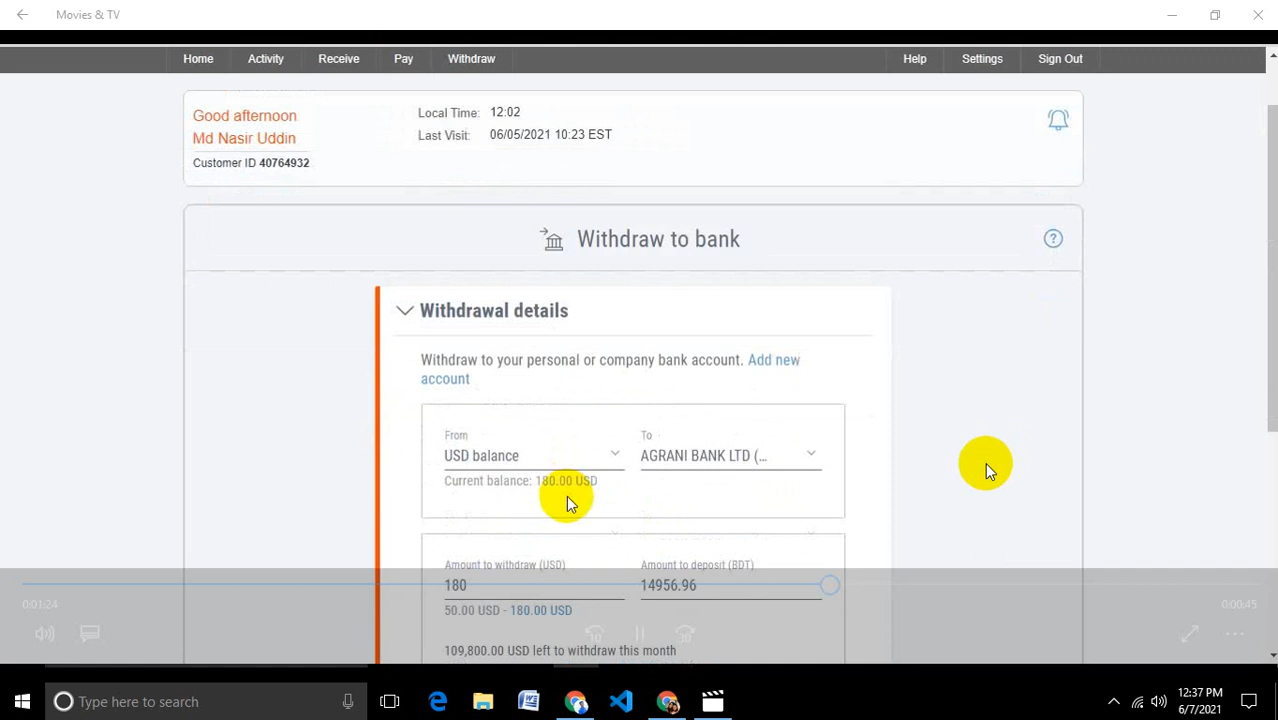 Movies & TV
Home Activity Receive Pay Withdraw Help Settings Sign Out
Good afternoon
Md Nasir Uddin
Customer ID 40764932
Local Time: 12:02
Last Visit: 06/05/2021 10:23 EST
Withdraw to bank
?
Withdrawal details
Withdraw to your personal or company bank account. Add new
account
From To
USD balance AGRANI BANK LTD (...
Current balance: 180.00 USD
Amount to withdraw (USD) Amount to deposit (BDT)
180 14956.96
0:01:24 0:00:45
50.00 USD - 180.00 USD
10 30
109,800.00 USD left to withdraw this month
Type here to search
12:37 PM
6/7/2021